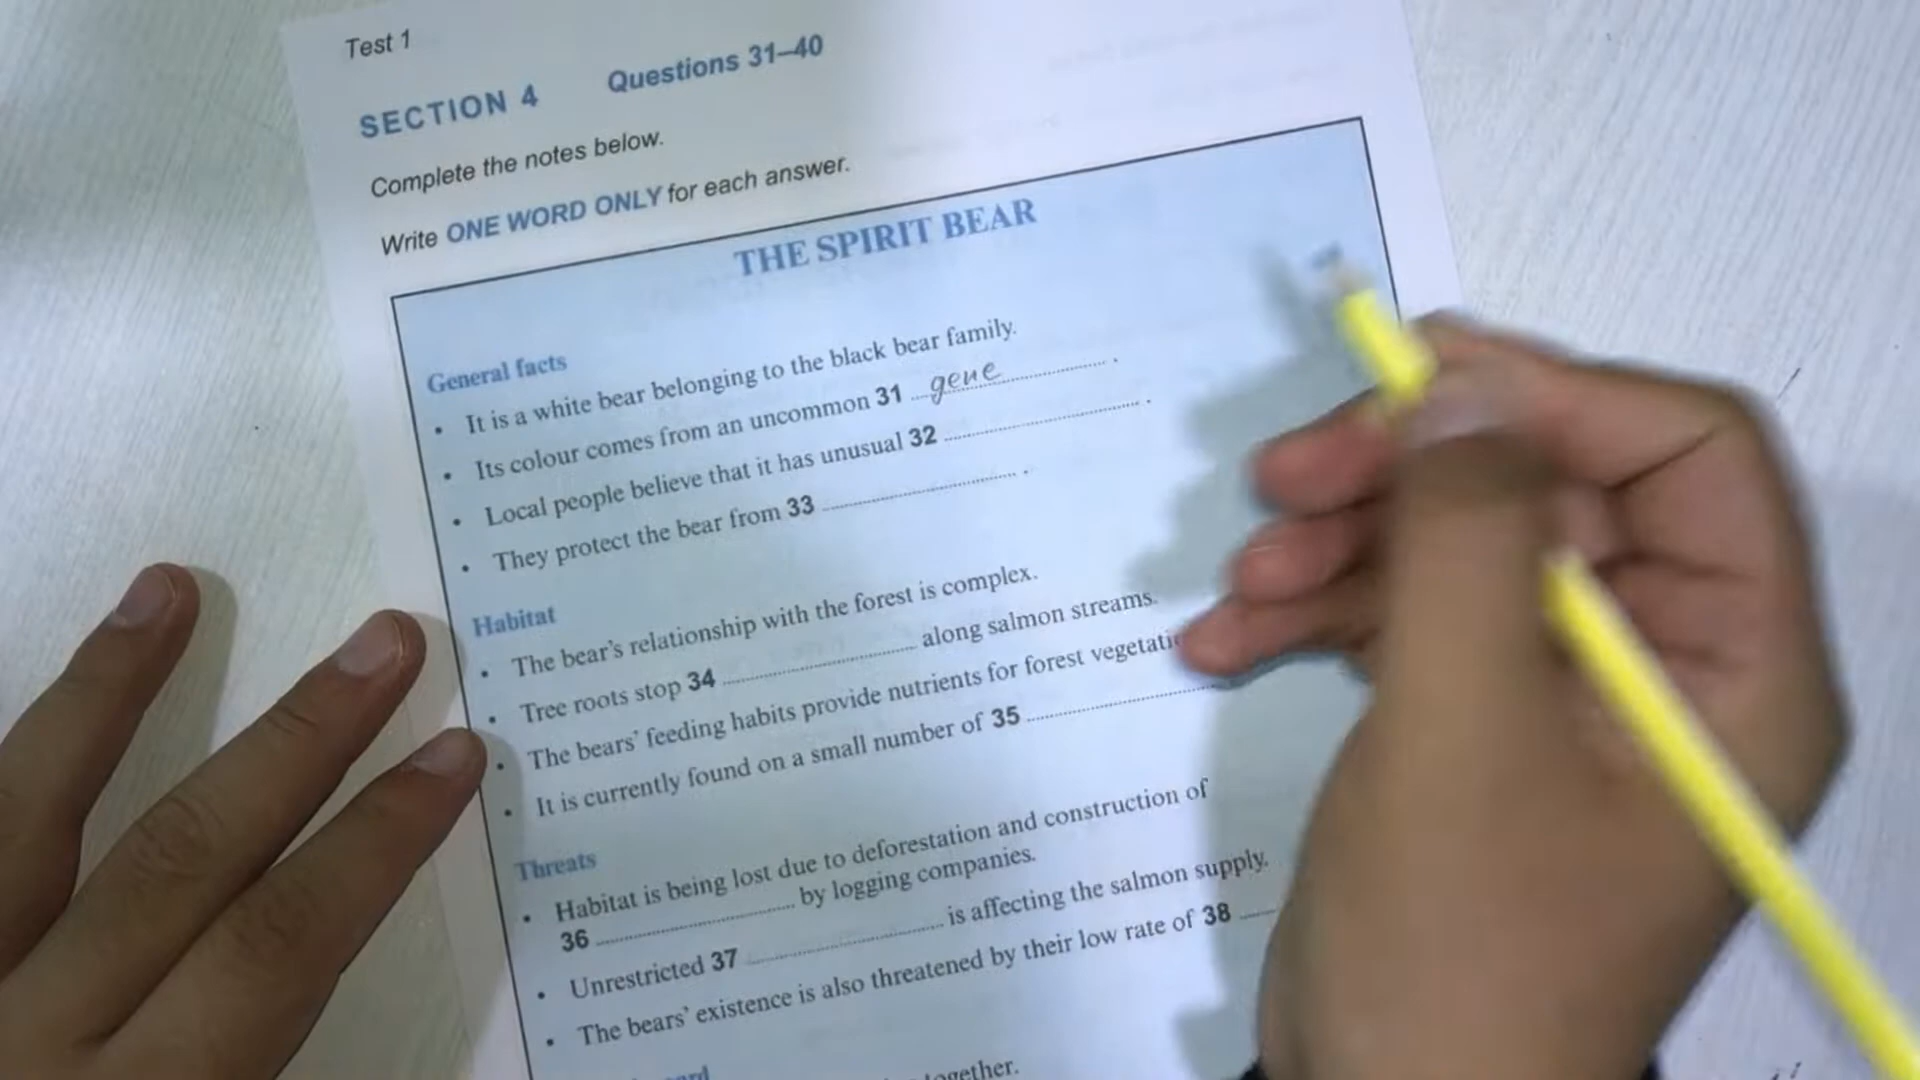 Test 1
SECTION 4 Questions 31–40
Complete the notes below.
Write ONE WORD ONLY for each answer.
THE SPIRIT BEAR
General facts
• It is a white bear belonging to the black bear family.
• Its colour comes from an uncommon 31 gene .
• Local people believe that it has unusual 32 .
• They protect the bear from 33 .
Habitat
• The bear's relationship with the forest is complex.
• Tree roots stop 34 along salmon streams.
• The bears' feeding habits provide nutrients for forest
• It is currently found on a small number of 35
Threats
• Habitat is being lost due to deforestation and construction of
36 by logging companies.
• Unrestricted 37 is affecting the salmon supply.
• The bears' existence is also threatened by their low rate of 38